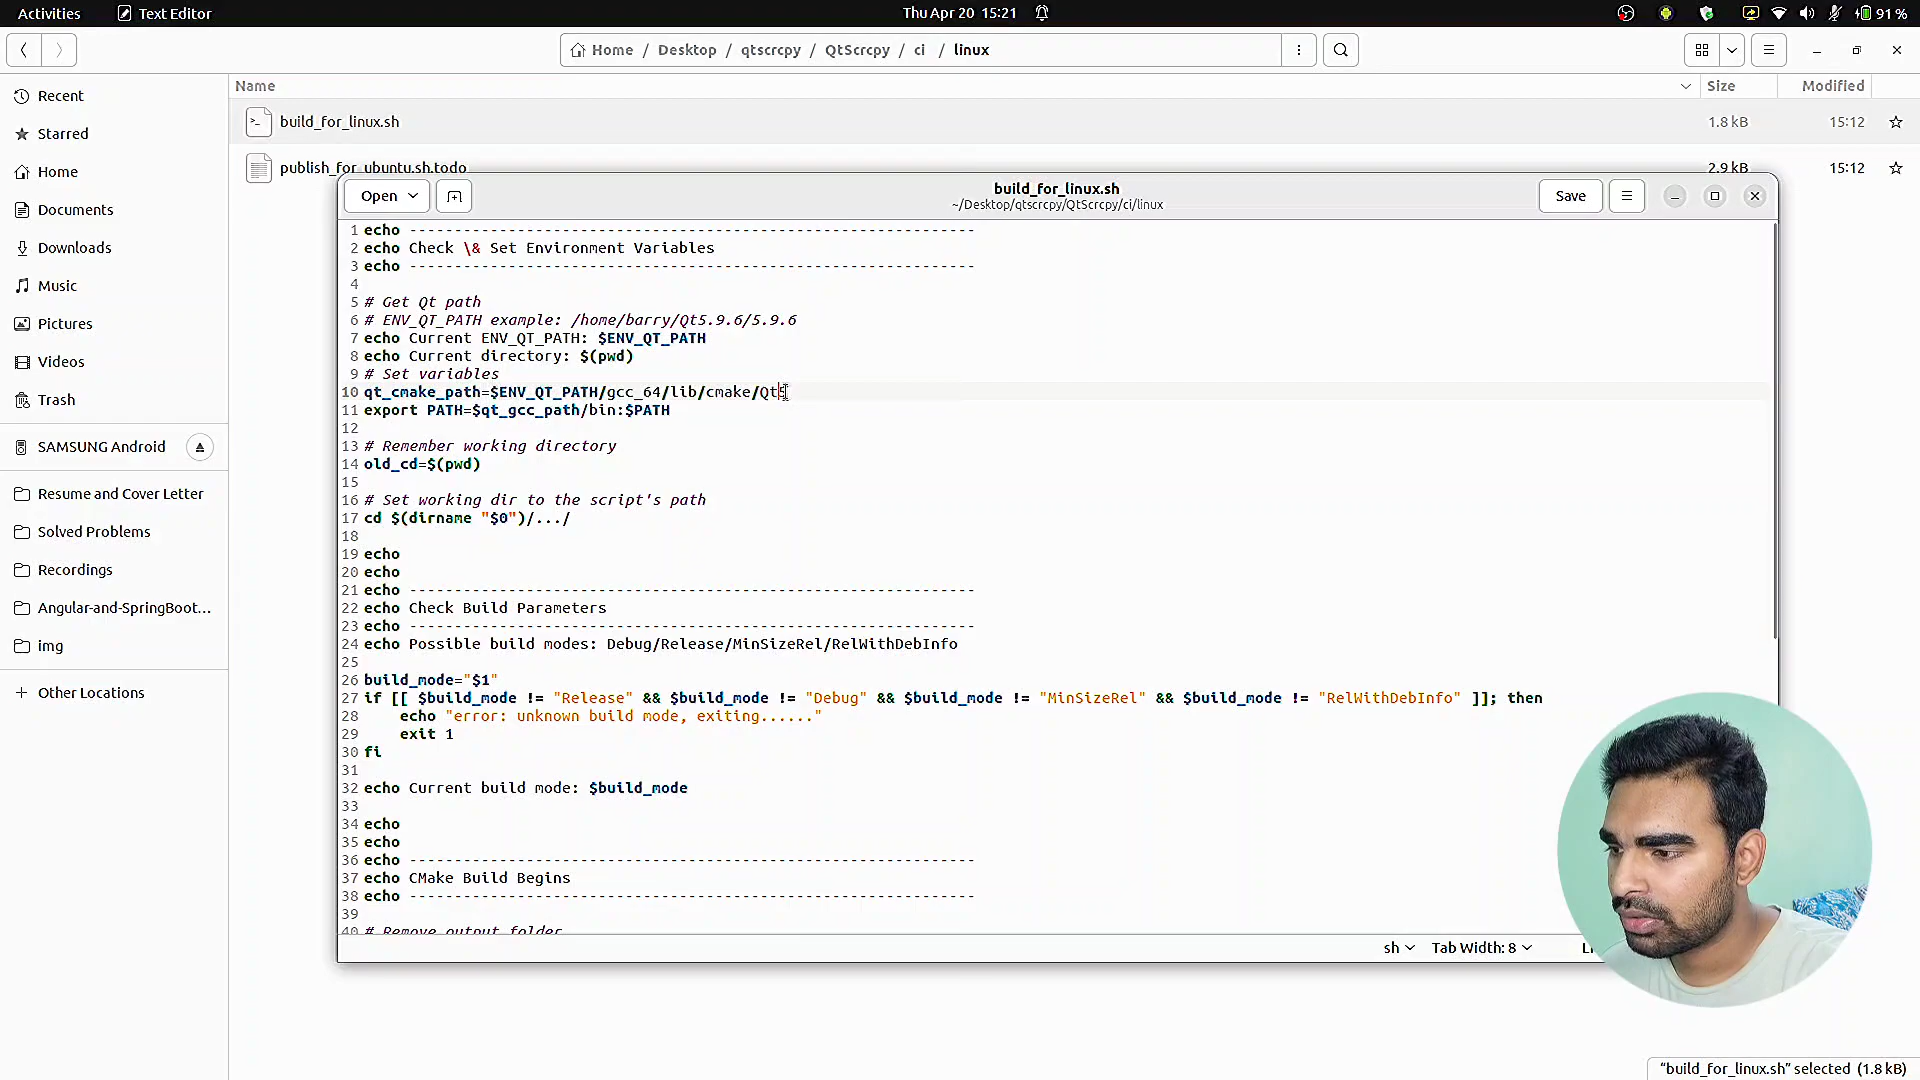 Activities
Text Editor
Thu Apr 20 15:21
91 %
Home / Desktop / qtscrcpy / QtScrcpy / ci / linux
Name
Size
Modified
Recent
Starred
Home
Documents
Downloads
Music
Pictures
Videos
Trash
SAMSUNG Android
Resume and Cover Letter
Solved Problems
Recordings
Angular-and-SpringBoot...
img
+ Other Locations
build_for_linux.sh
1.8 kB
15:12
publish_for_ubuntu.sh.todo
2.9 kB
15:12
Open
build_for_linux.sh
~/Desktop/qtscrcpy/QtScrcpy/ci/linux
Save
1 echo ---------------------------------------------------------------
2 echo Check \& Set Environment Variables
3 echo ---------------------------------------------------------------
4
5 # Get Qt path
6 # ENV_QT_PATH example: /home/barry/Qt5.9.6/5.9.6
7 echo Current ENV_QT_PATH: $ENV_QT_PATH
8 echo Current directory: $(pwd)
9 # Set variables
10 qt_cmake_path=$ENV_QT_PATH/gcc_64/lib/cmake/Qt5
11 export PATH=$qt_gcc_path/bin:$PATH
12
13 # Remember working directory
14 old_cd=$(pwd)
15
16 # Set working dir to the script's path
17 cd $(dirname "$0")/.../
18
19 echo
20 echo
21 echo ---------------------------------------------------------------
22 echo Check Build Parameters
23 echo ---------------------------------------------------------------
24 echo Possible build modes: Debug/Release/MinSizeRel/RelWithDebInfo
25
26 build_mode="$1"
27 if [[ $build_mode != "Release" && $build_mode != "Debug" && $build_mode != "MinSizeRel" && $build_mode != "RelWithDebInfo" ]]; then
28 echo "error: unknown build mode, exiting......"
29 exit 1
30 fi
31
32 echo Current build mode: $build_mode
33
34 echo
35 echo
36 echo ---------------------------------------------------------------
37 echo CMake Build Begins
38 echo ---------------------------------------------------------------
39
40 # Remove output folder
sh
Tab Width: 8
"build_for_linux.sh" selected (1.8 kB)